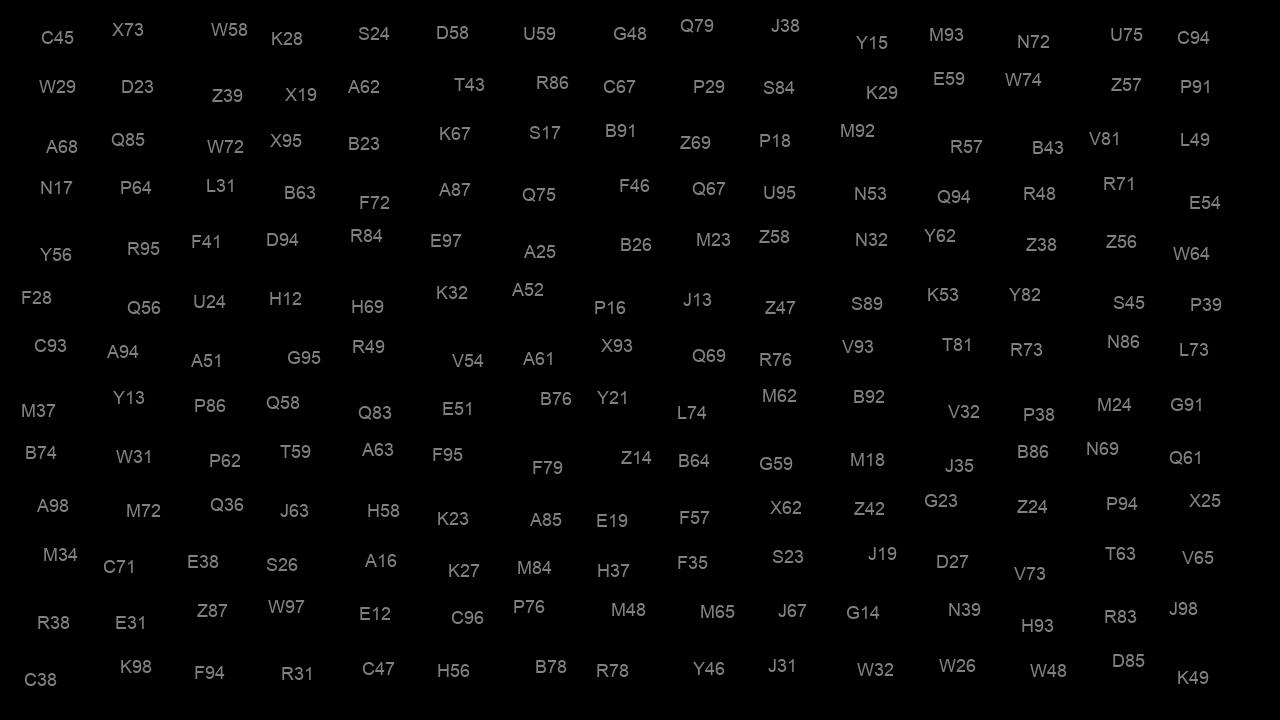 C45 X73 W58 K28 S24 D58 U59 G48 Q79 J38 Y15 M93 N72 U75 C94
W29 D23 Z39 X19 A62 T43 R86 C67 P29 S84 K29 E59 W74 Z57 P91
A68 Q85 W72 X95 B23 K67 S17 B91 Z69 P18 M92 R57 B43 V81 L49
N17 P64 L31 B63 F72 A87 Q75 F46 Q67 U95 N53 Q94 R48 R71 E54
Y56 R95 F41 D94 R84 E97 A25 B26 M23 Z58 N32 Y62 Z38 Z56 W64
F28 Q56 U24 H12 H69 K32 A52 P16 J13 Z47 S89 K53 Y82 S45 P39
C93 A94 A51 G95 R49 V54 A61 X93 Q69 R76 V93 T81 R73 N86 L73
M37 Y13 P86 Q58 Q83 E51 B76 Y21 L74 M62 B92 V32 P38 M24 G91
B74 W31 P62 T59 A63 F95 F79 Z14 B64 G59 M18 J35 B86 N69 Q61
A98 M72 Q36 J63 H58 K23 A85 E19 F57 X62 Z42 G23 Z24 P94 X25
M34 C71 E38 S26 A16 K27 M84 H37 F35 S23 J19 D27 V73 T63 V65
R38 E31 Z87 W97 E12 C96 P76 M48 M65 J67 G14 N39 H93 R83 J98
C38 K98 F94 R31 C47 H56 B78 R78 Y46 J31 W32 W26 W48 D85 K49